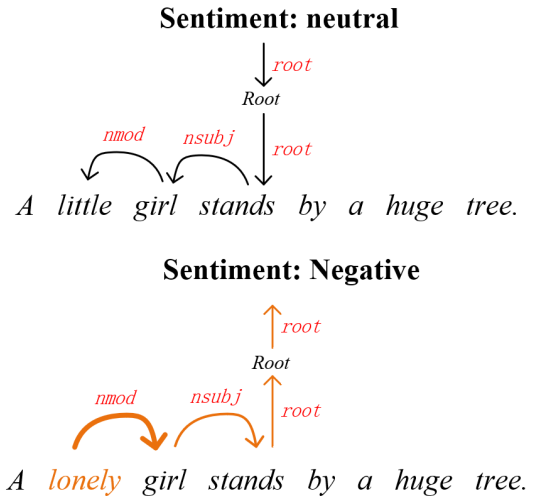 Sentiment: neutral
root
Root
nmod nsubj root
A little girl stands by a huge tree.
Sentiment: Negative
root
Root
nmod nsubj root
A lonely girl stands by a huge tree.